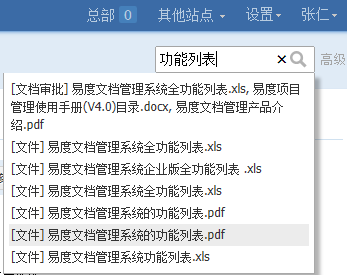 总部 0 其他站点 设置 张仁
功能列表 × 高级
[文档审批] 易度文档管理系统全功能列表.xls, 易度项目
管理使用手册(V4.0)目录.docx, 易度文档管理产品介
绍.pdf
[文件] 易度文档管理系统全功能列表.xls
[文件] 易度文档管理系统企业版全功能列表 .xls
[文件] 易度文档管理系统全功能列表.xls
[文件] 易度文档管理系统的功能列表.pdf
[文件] 易度文档管理系统的功能列表.pdf
[文件] 易度文档管理系统功能列表.xls